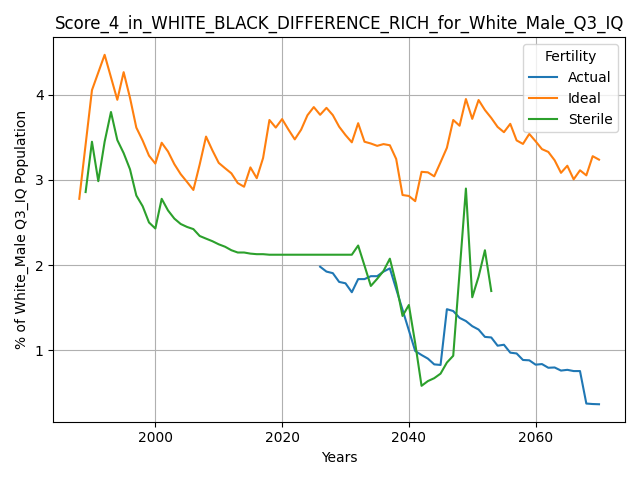 Score_4_in_WHITE_BLACK_DIFFERENCE_RICH_for_White_Male_Q3_IQ
Fertility
Actual
Ideal
Sterile
% of White_Male Q3_IQ Population
4
3
2
1
2000 2020 2040 2060
Years